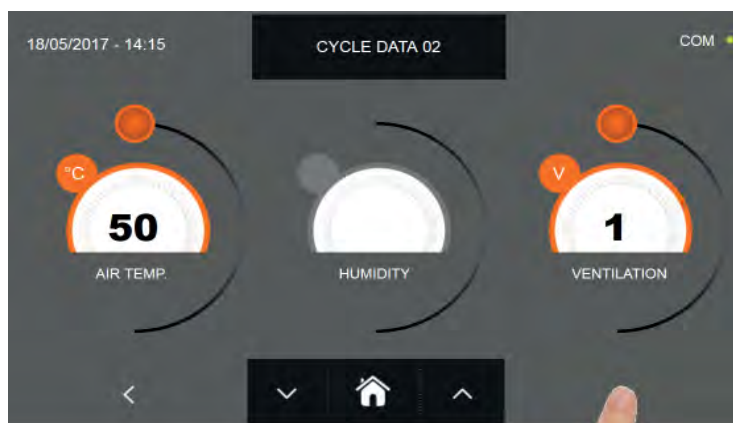 18/05/2017 - 14:15
CYCLE DATA 02
COM
°C
50
AIR TEMP.
HUMIDITY
V
1
VENTILATION